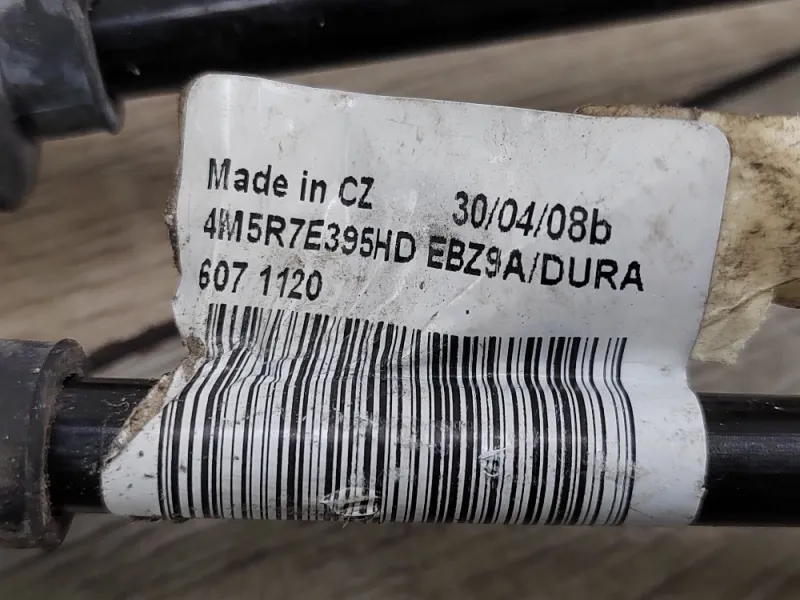 Made in CZ 30/04/08b
4M5R7E395HD EBZ9A/DURA
607 1120